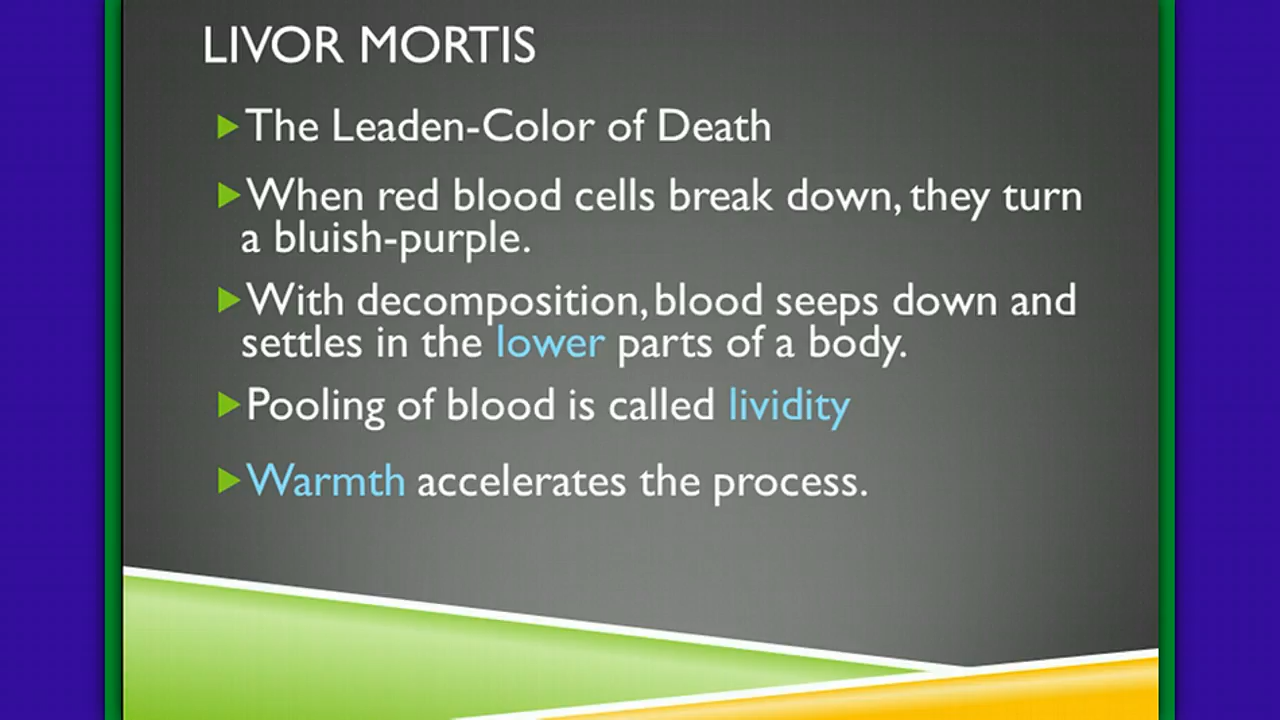 LIVOR MORTIS
The Leaden-Color of Death
When red blood cells break down, they turn
a bluish-purple.
With decomposition, blood seeps down and
settles in the lower parts of a body.
Pooling of blood is called lividity
Warmth accelerates the process.